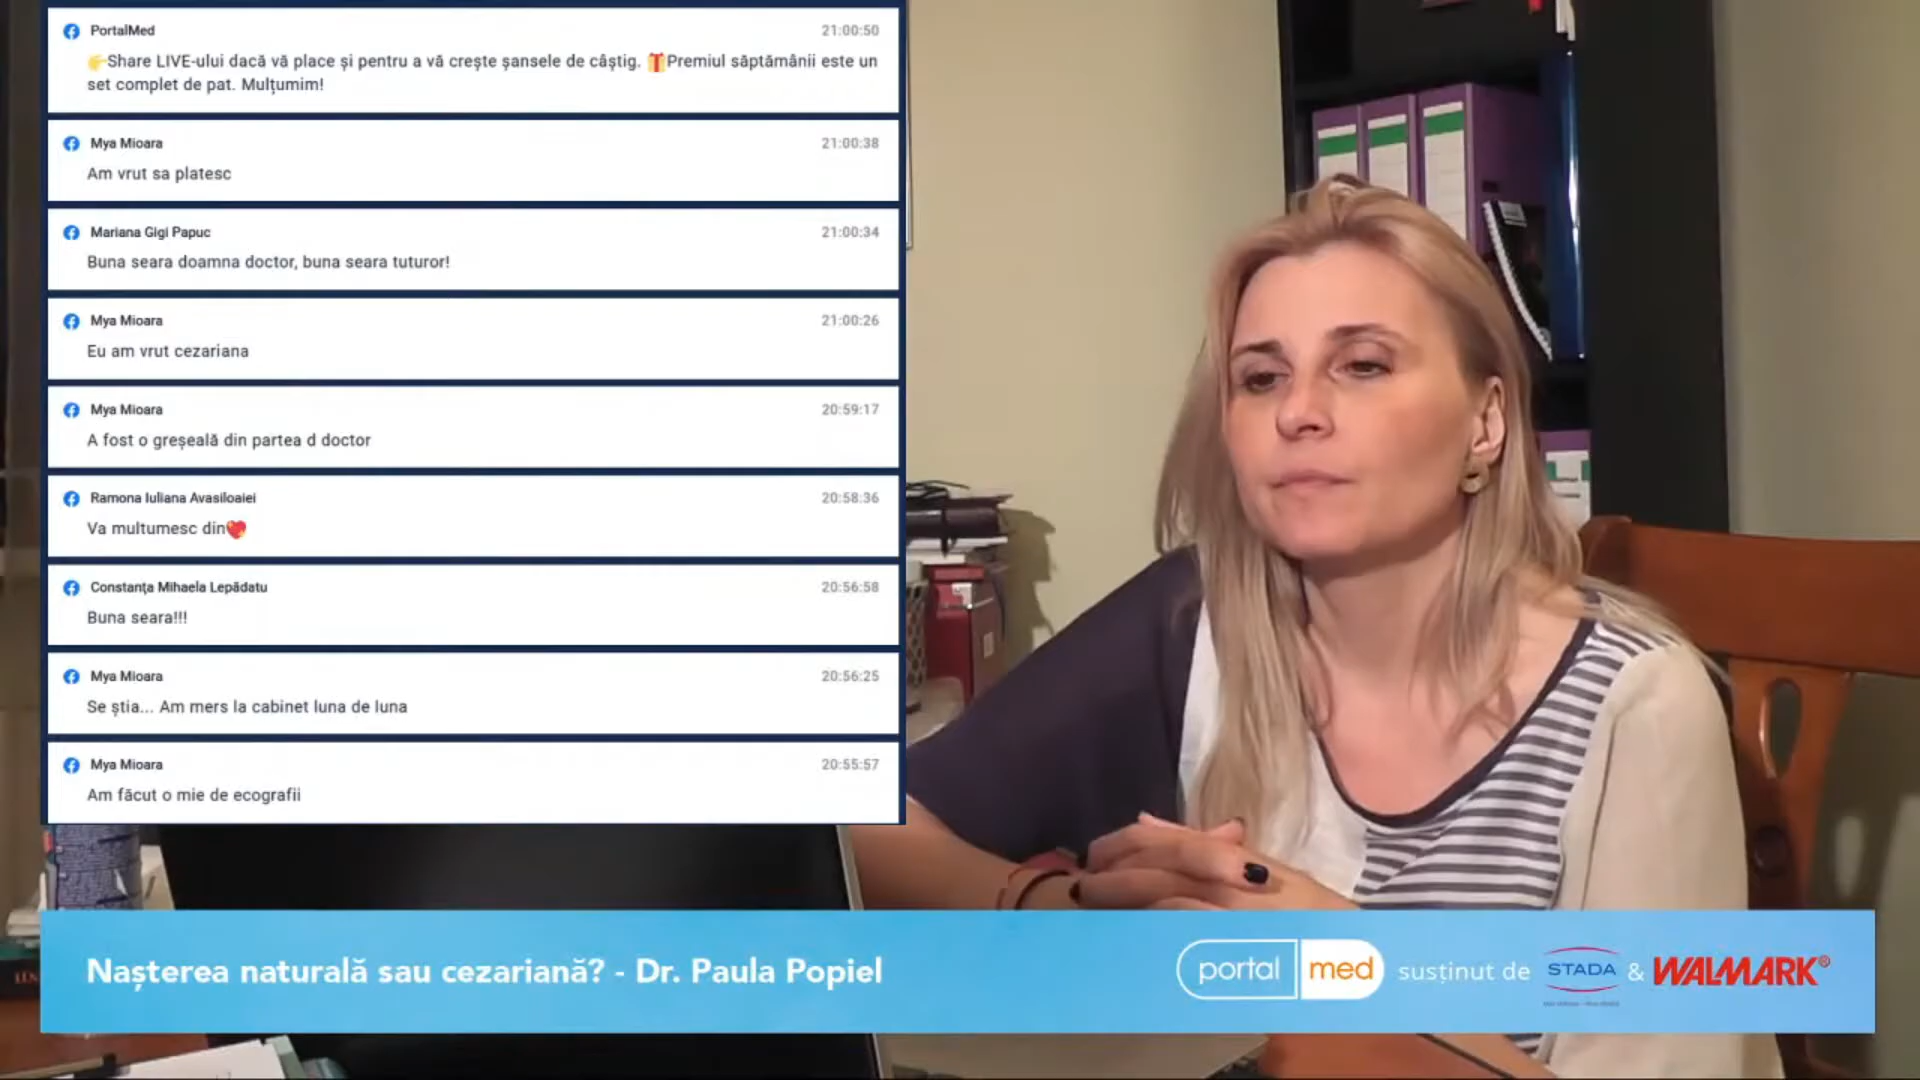 PortalMed 21:00:50
👉Share LIVE-ului dacă vă place și pentru a vă crește șansele de câștig. 🎁Premiul săptămânii este un
set complet de pat. Mulțumim!
Mya Mioara 21:00:38
Am vrut sa platesc
Mariana Gigi Papuc 21:00:34
Buna seara doamna doctor, buna seara tuturor!
Mya Mioara 21:00:26
Eu am vrut cezariana
Mya Mioara 20:59:17
A fost o greșeală din partea d doctor
Ramona Iuliana Avasiloaiei 20:58:36
Va multumesc din💖
Constanța Mihaela Lepădatu 20:56:58
Buna seara!!!
Mya Mioara 20:56:25
Se știa... Am mers la cabinet luna de luna
Mya Mioara 20:55:57
Am făcut o mie de ecografii
Nașterea naturală sau cezariană? - Dr. Paula Popiel
portal med susținut de STADA & WALMARK®